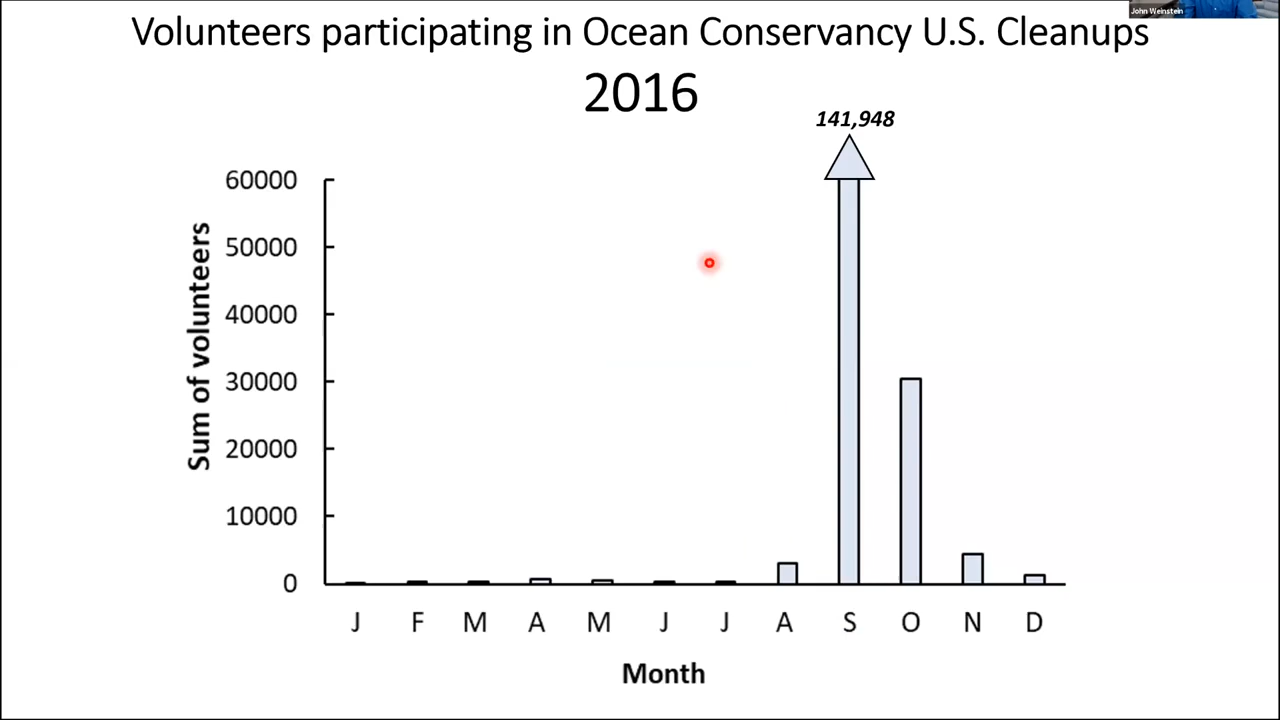 John Weinstein
Volunteers participating in Ocean Conservancy U.S. Cleanups
2016
141,948
60000
50000
40000
30000
20000
10000
0
Sum of volunteers
J F M A M J J A S O N D
Month